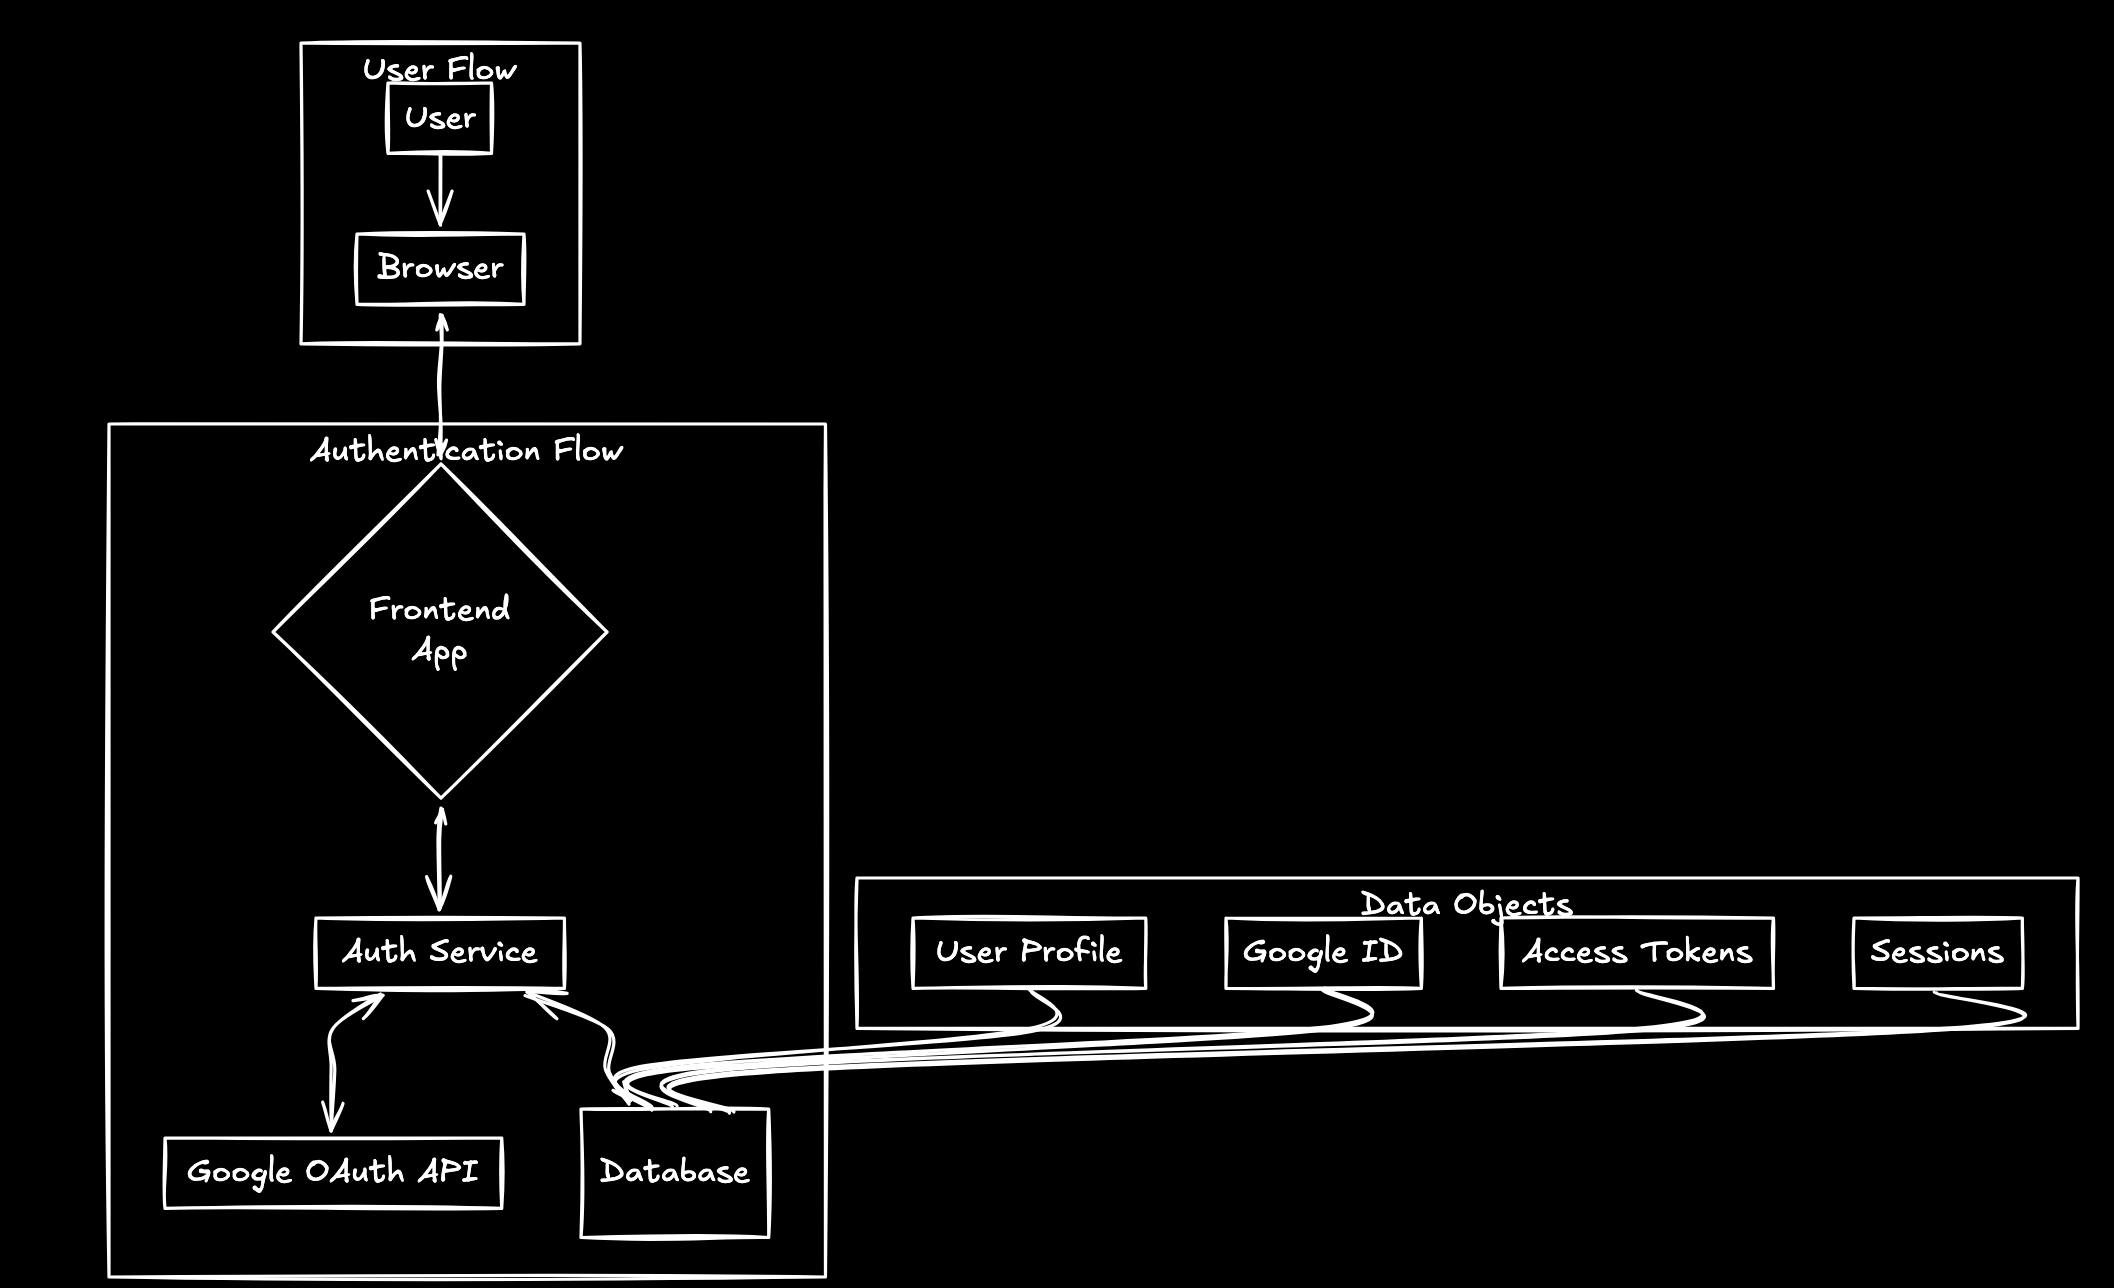 User Flow
User
Browser
Authentication Flow
Frontend
App
Data Objects
User Profile
Google ID
Access Tokens
Sessions
Auth Service
Google OAuth API
Database